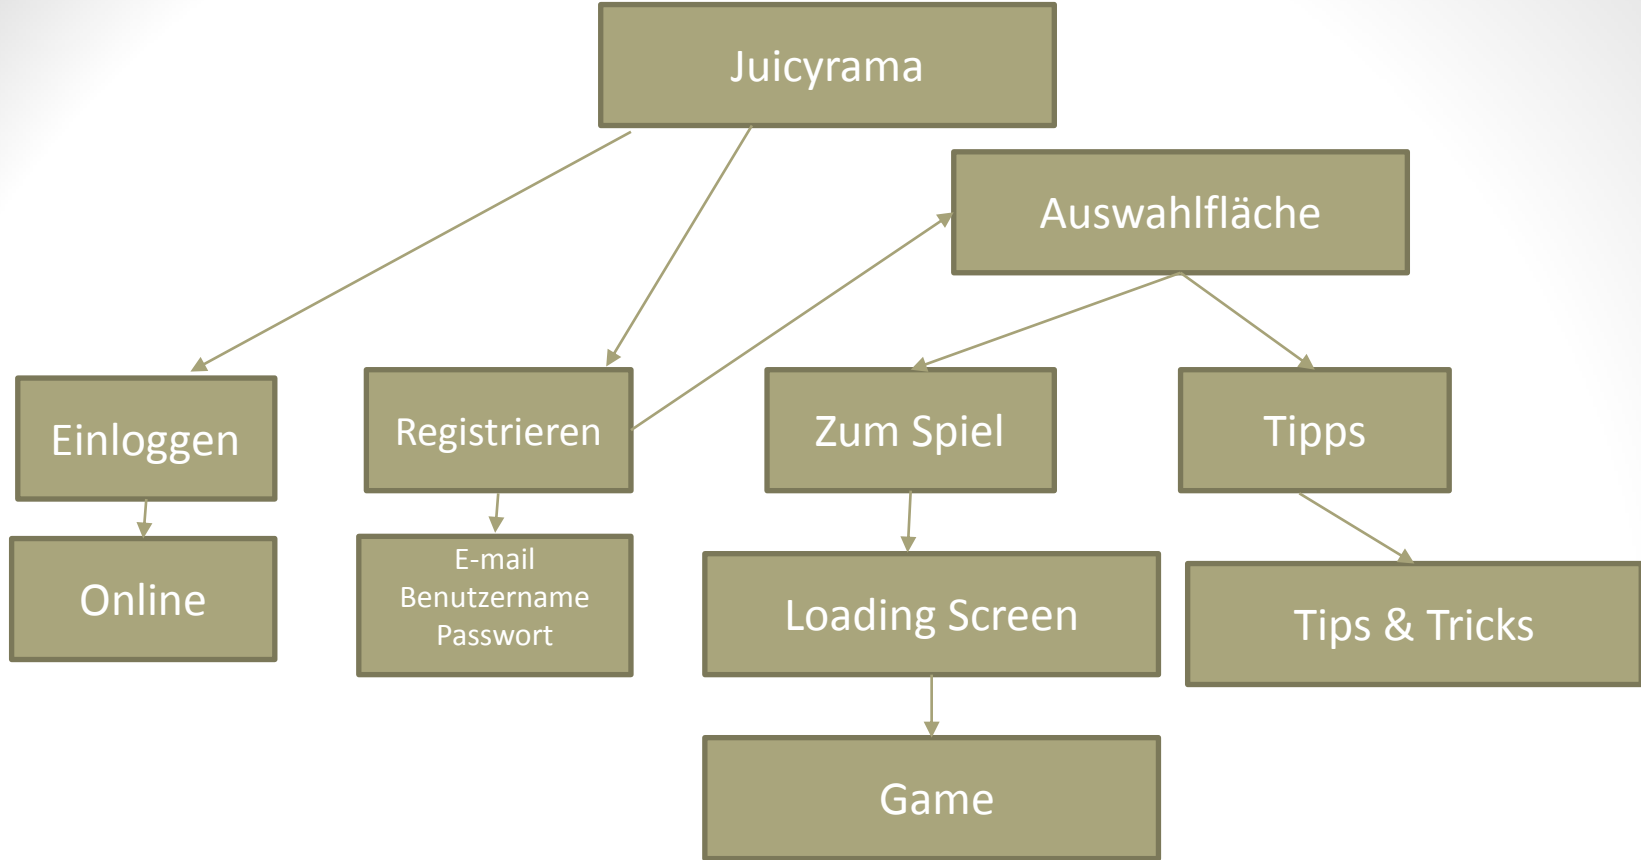 Juicyrama
Auswahlfläche
Einloggen
Registrieren
Zum Spiel
Tipps
Online
E-mail
Benutzername
Passwort
Loading Screen
Tips & Tricks
Game